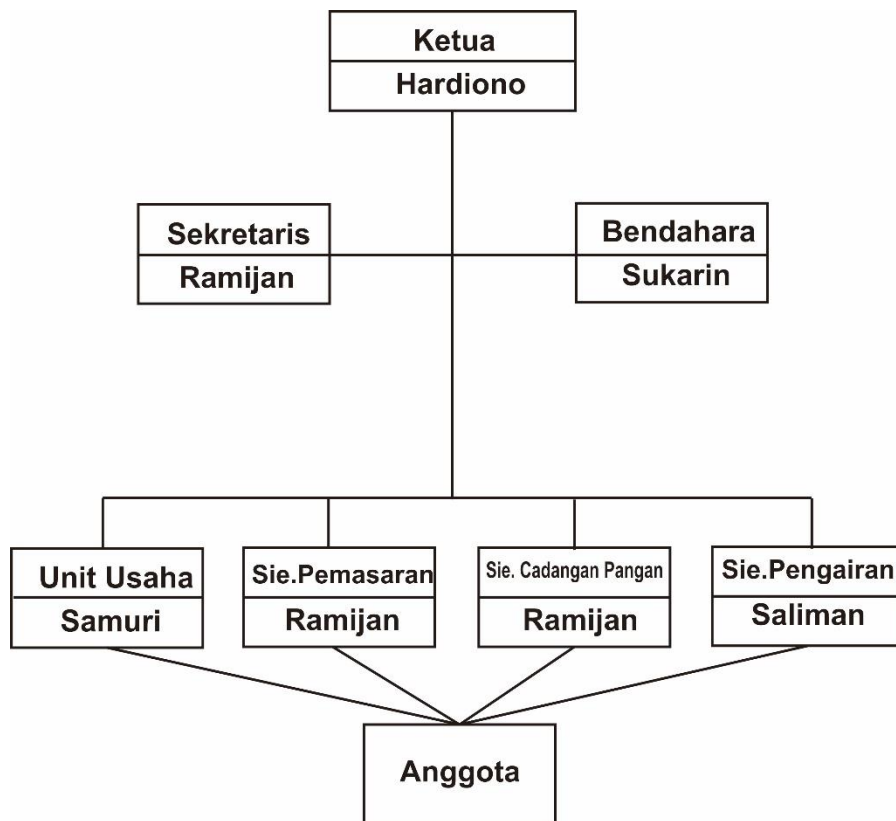 Ketua
Hardiono
Sekretaris
Ramijan
Bendahara
Sukarin
Unit Usaha
Samuri
Sie.Pemasaran
Ramijan
Sie. Cadangan Pangan
Ramijan
Sie.Pengairan
Saliman
Anggota